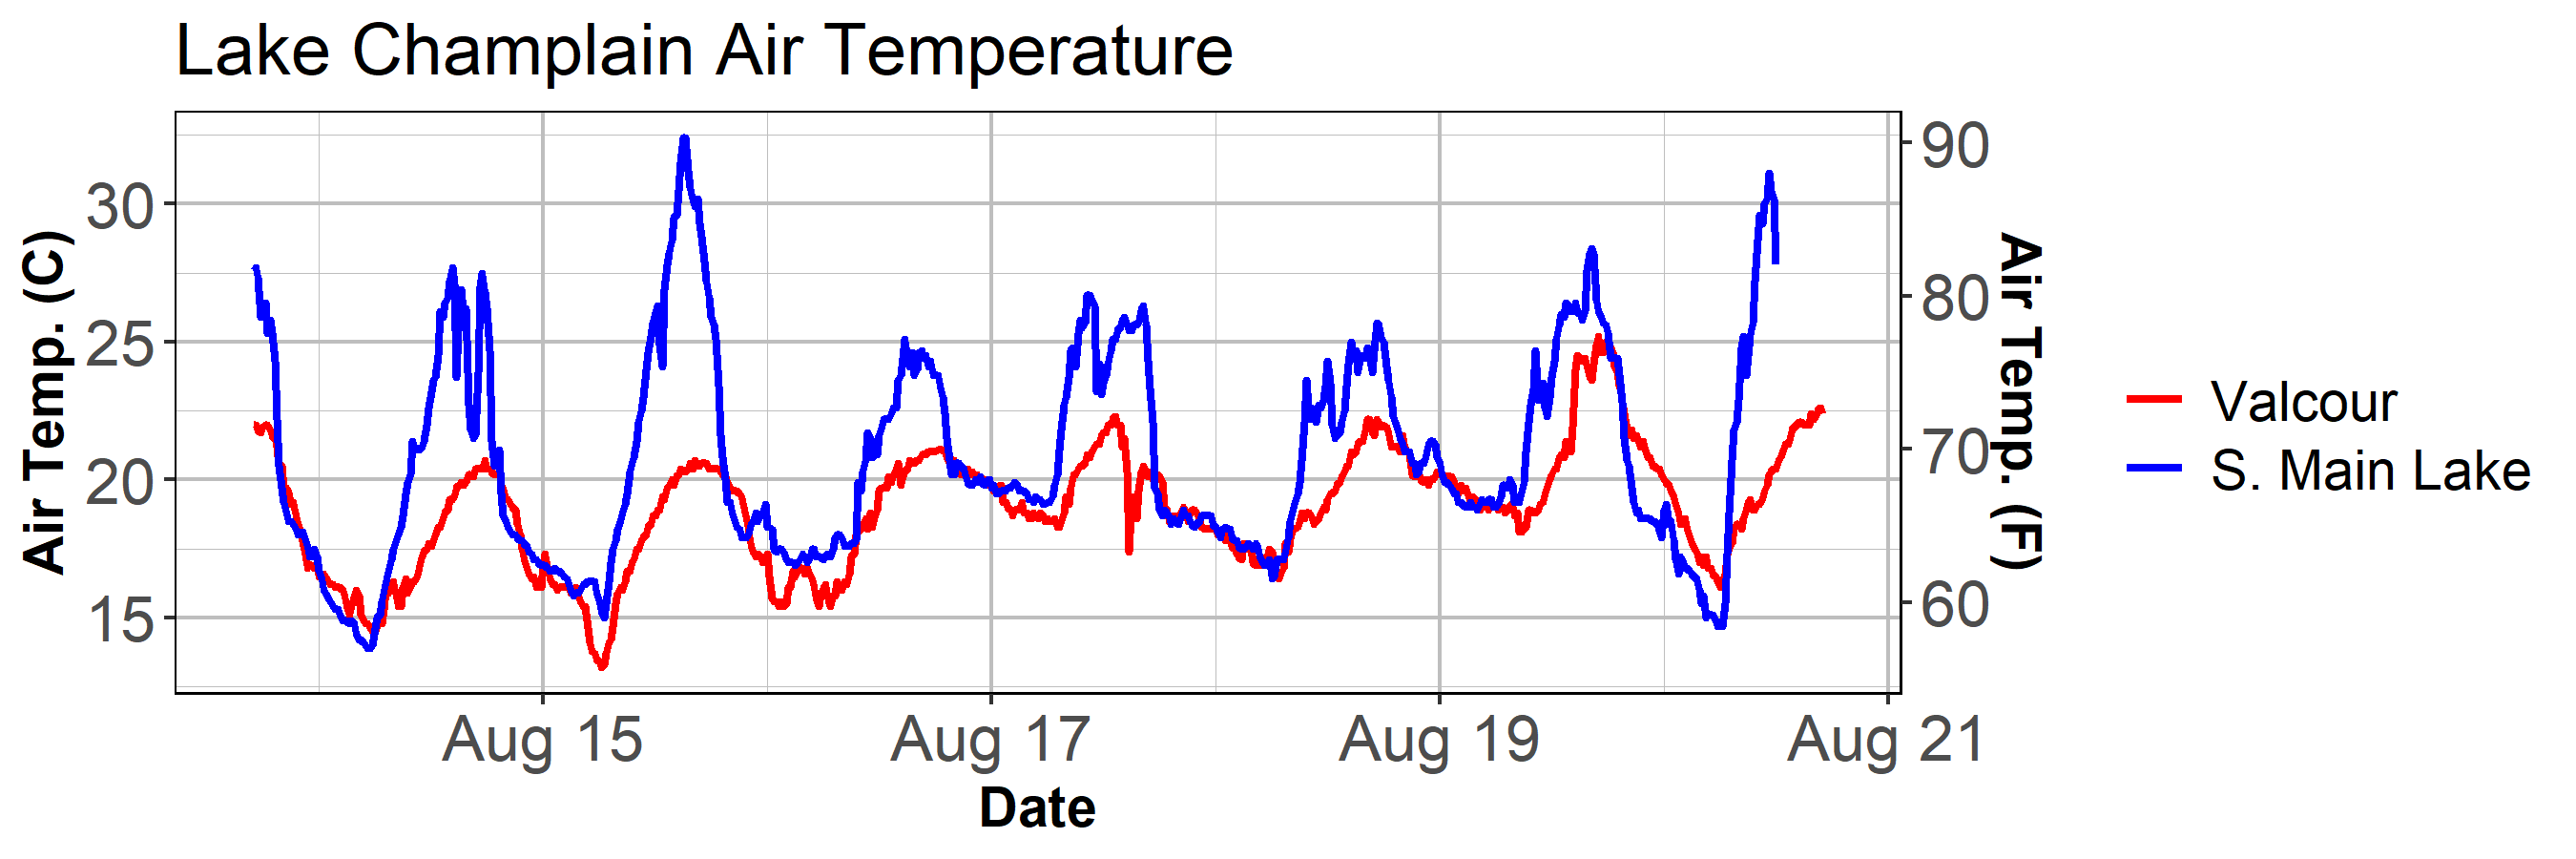 Lake Champlain Air Temperature
Air Temp. (C)
30
25
20
15
90
80
70
60
Air Temp. (F)
Aug 15
Aug 17
Aug 19
Aug 21
Date
Valcour
S. Main Lake